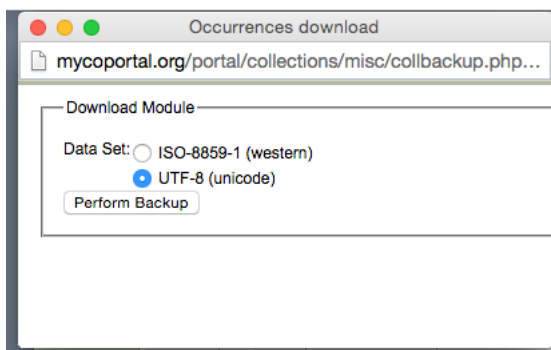 Occurrences download
mycoportal.org/portal/collections/misc/collbackup.php...
Download Module
Data Set: ISO-8859-1 (western)
UTF-8 (unicode)
Perform Backup